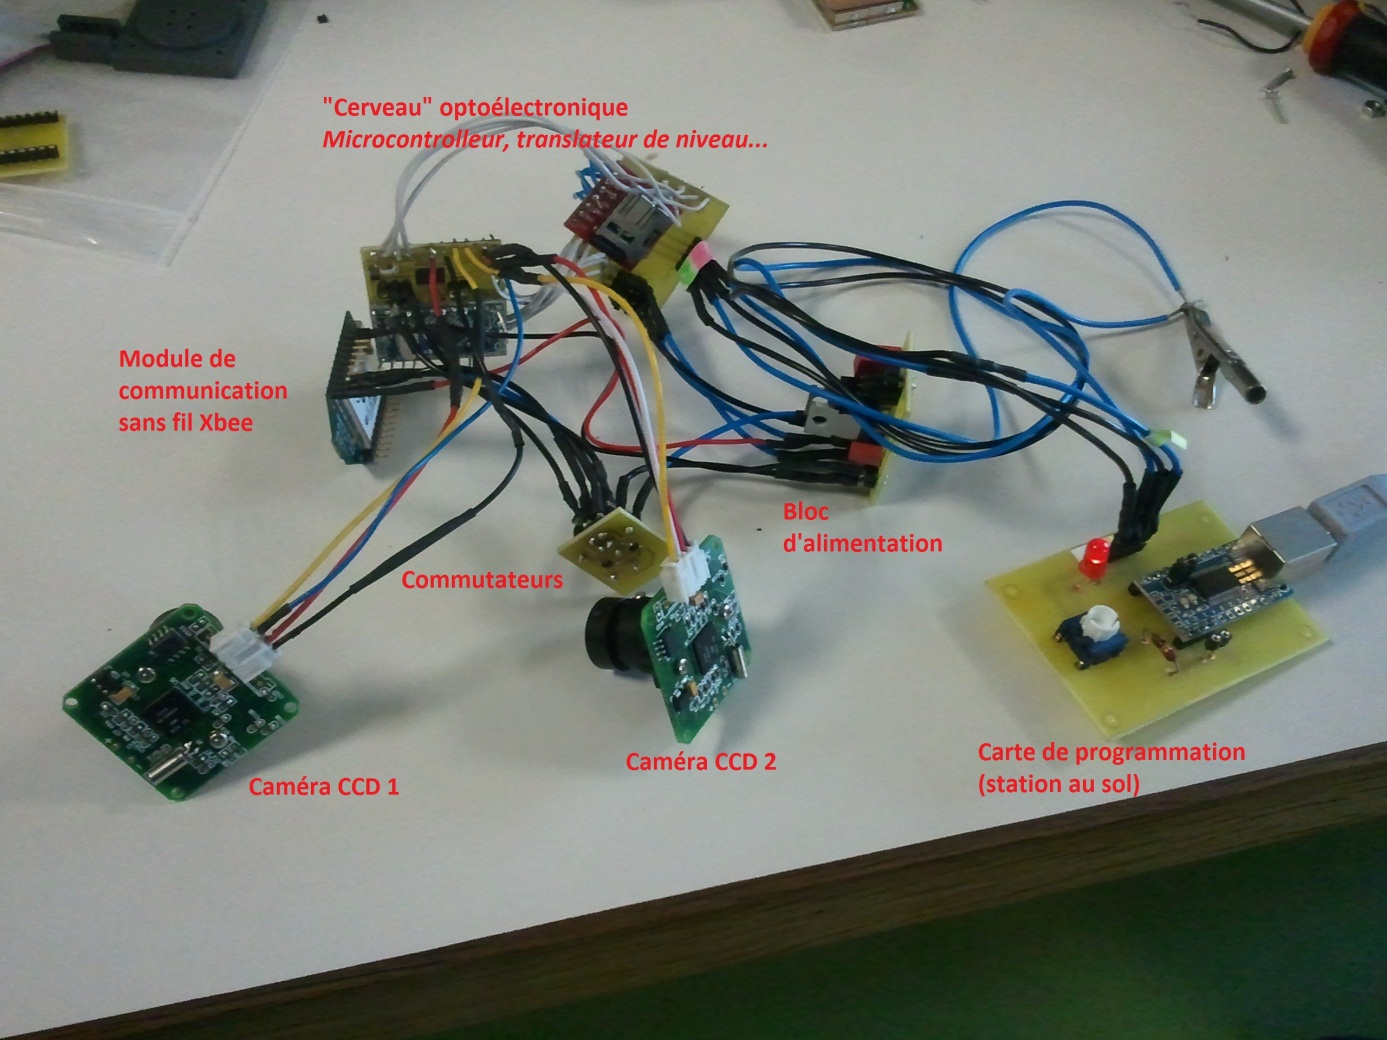 "Cerveau" optoélectronique
Microcontrolleur, translateur de niveau...
Module de
communication
sans fil Xbee
Bloc
d'alimentation
Commutateurs
Carte de programmation
(station au sol)
Caméra CCD 2
Caméra CCD 1